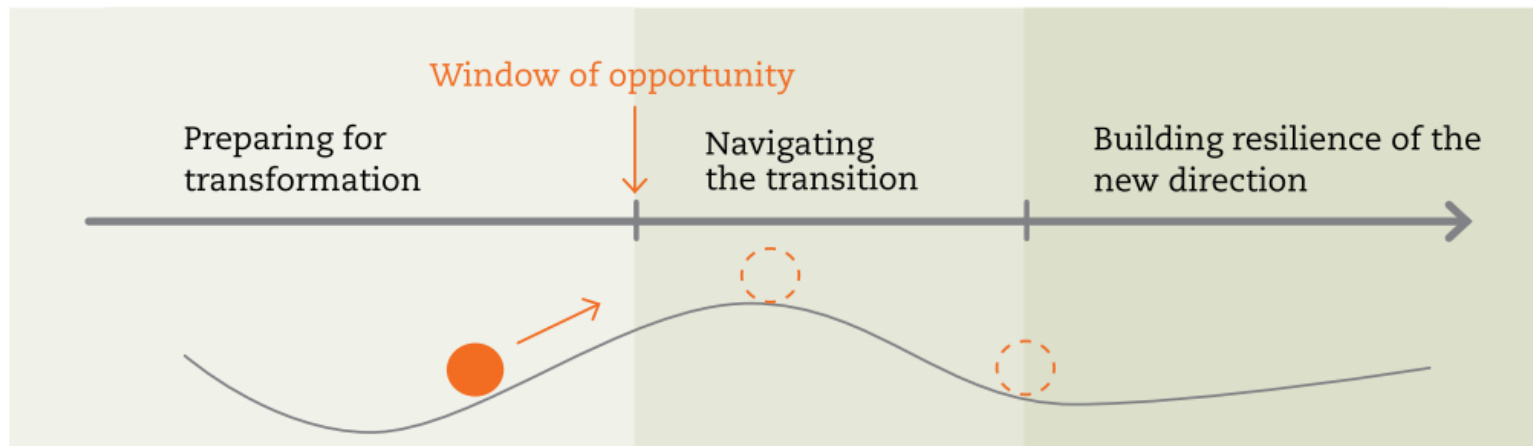 Window of opportunity
Preparing for
transformation
Navigating
the transition
Building resilience of the
new direction